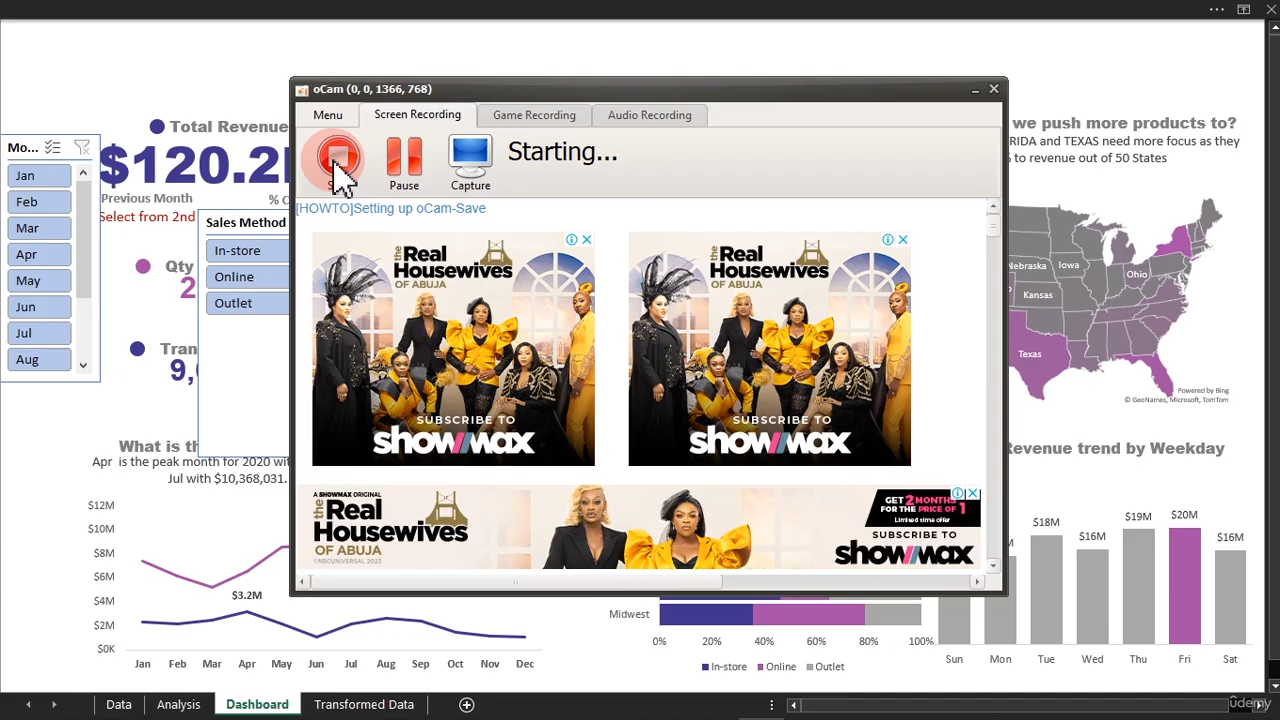 oCam (0, 0, 1366, 768)
Menu
Screen Recording
Game Recording
Audio Recording
Pause
Capture
Starting...
[HOWTO]Setting up oCam-Save
the
Real
Housewives
OF ABUJA
SUBSCRIBE TO
showmax
the
Real
Housewives
OF ABUJA
SUBSCRIBE TO
showmax
A SHOWMAX ORIGINAL
the
Real
Housewives
OF ABUJA
©NBCUNIVERSAL 2023
GET 2 MONTHS
FOR THE PRICE OF 1
Limited time offer
SUBSCRIBE TO
showmax
Total Revenue
$120.2
Previous Month
% C
Select from 2nd
Mo...
Jan
Feb
Mar
Apr
May
Jun
Jul
Aug
Sales Method
In-store
Online
Outlet
Qty
2
Tran
9,
What is th
Apr is the peak month for 2020 wit
Jul with $10,368,031.
$12M
$10M
$8M
$6M
$4M
$2M
$0K
$3.2M
Jan Feb Mar Apr May Jun Jul Aug Sep Oct Nov Dec
we push more products to?
RIDA and TEXAS need more focus as they
% to revenue out of 50 States
Nebraska
Iowa
Ohio
Kansas
Texas
Powered by Bing
© GeoNames, Microsoft, TomTom
Midwest
0% 20% 40% 60% 80% 100%
In-store Online Outlet
Revenue trend by Weekday
$18M
$16M
$19M
$20M
$16M
Sun Mon Tue Wed Thu Fri Sat
Data
Analysis
Dashboard
Transformed Data
ûdemy